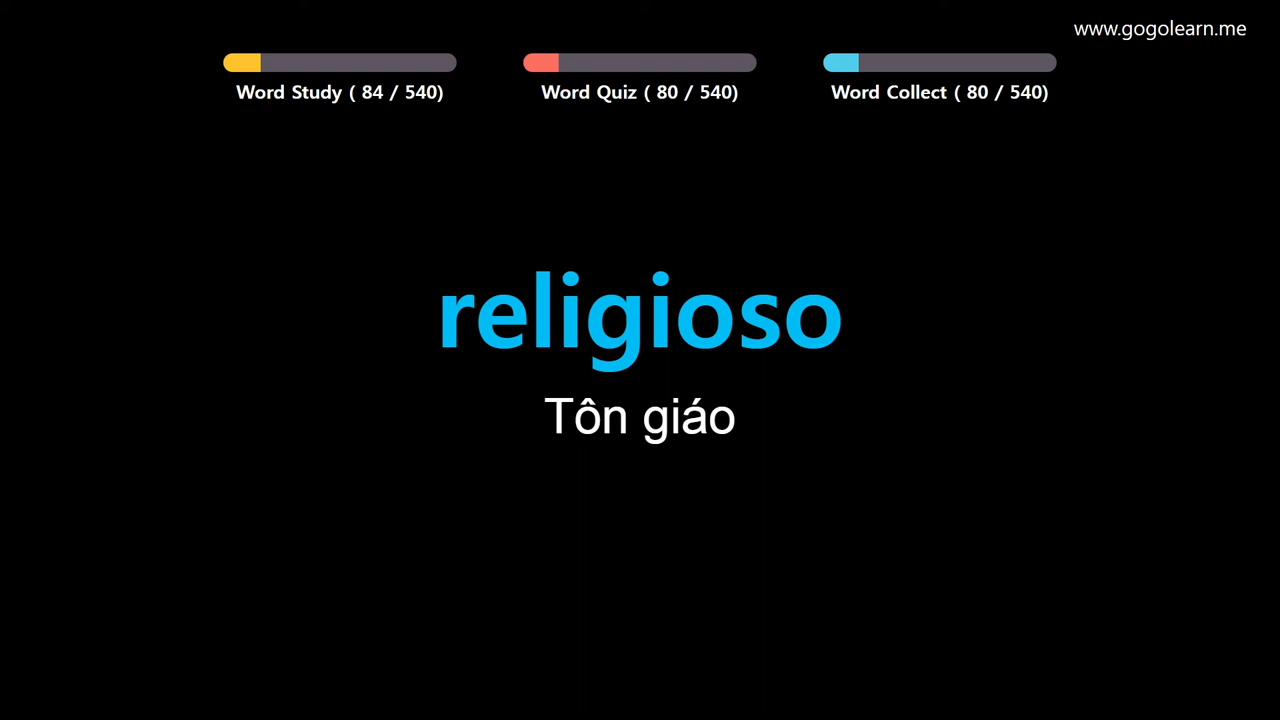 www.gogolearn.me
Word Study ( 84 / 540)
Word Quiz ( 80 / 540)
Word Collect ( 80 / 540)
religioso
Tôn giáo